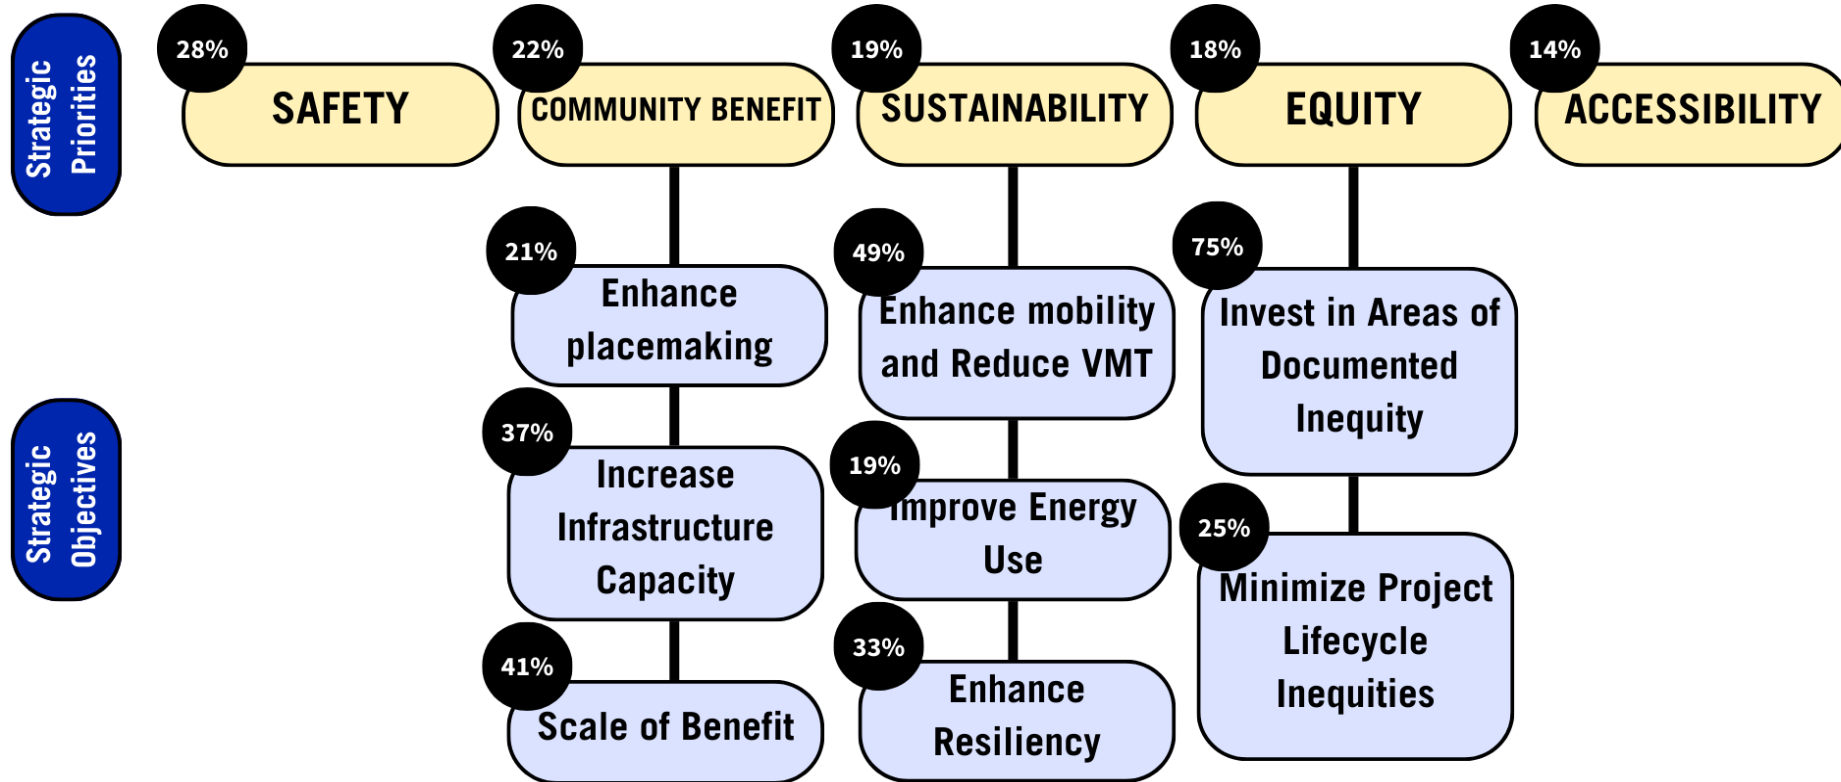 Strategic
Priorities
28%
SAFETY
22%
COMMUNITY BENEFIT
19%
SUSTAINABILITY
18%
EQUITY
14%
ACCESSIBILITY
Strategic
Objectives
21%
Enhance
placemaking
37%
Increase
Infrastructure
Capacity
41%
Scale of Benefit
49%
Enhance mobility
and Reduce VMT
19%
Improve Energy
Use
33%
Enhance
Resiliency
75%
Invest in Areas of
Documented
Inequity
25%
Minimize Project
Lifecycle
Inequities